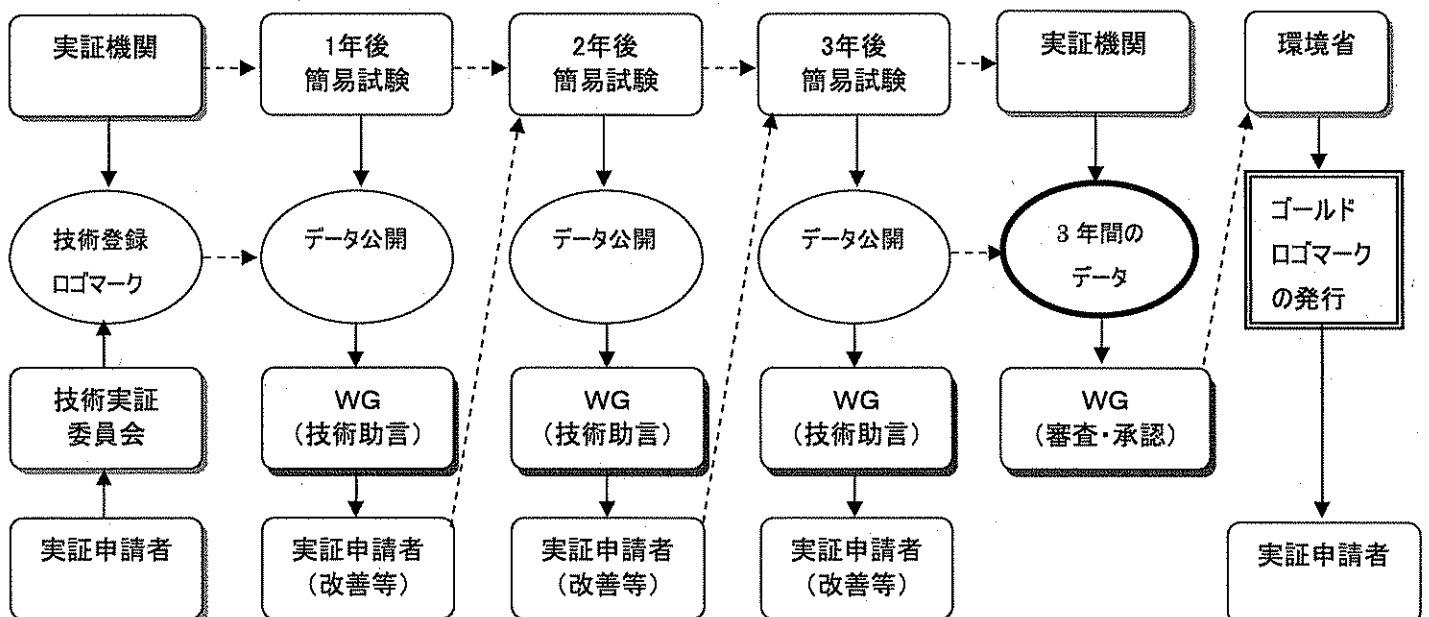 実証機関
1年後
簡易試験
2年後
簡易試験
3年後
簡易試験
実証機関
環境省
技術登録
ロゴマーク
データ公開
データ公開
データ公開
3年間の
データ
ゴールド
ロゴマーク
の発行
技術実証
委員会
WG
(技術助言)
WG
(技術助言)
WG
(技術助言)
WG
(審査・承認)
実証申請者
実証申請者
(改善等)
実証申請者
(改善等)
実証申請者
(改善等)
実証申請者